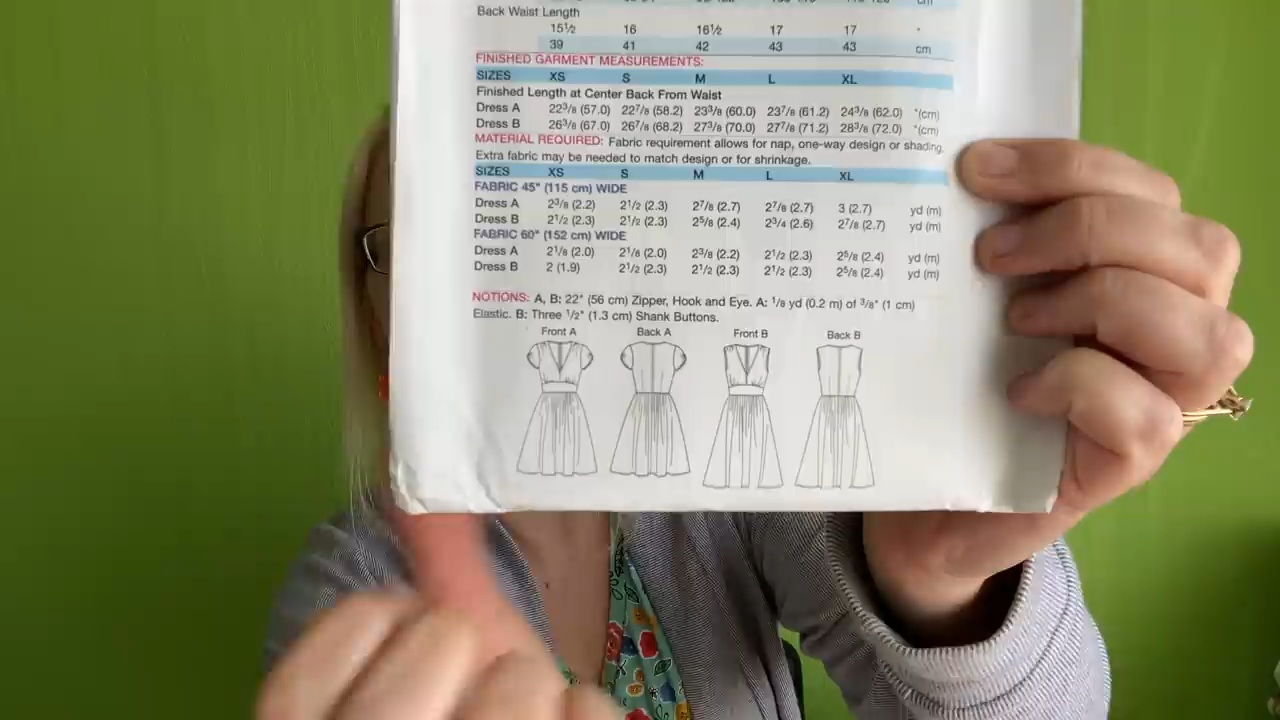 cm
Back Waist Length
15½ 16 16½ 17 17 "
39 41 42 43 43 cm
FINISHED GARMENT MEASUREMENTS:
SIZES XS S M L XL
Finished Length at Center Back From Waist
Dress A 22³/₈ (57.0) 22⁷/₈ (58.2) 23³/₈ (60.0) 23⁷/₈ (61.2) 24³/₈ (62.0) "(cm)
Dress B 26³/₈ (67.0) 26⁷/₈ (68.2) 27³/₈ (70.0) 27⁷/₈ (71.2) 28³/₈ (72.0) "(cm)
MATERIAL REQUIRED: Fabric requirement allows for nap, one-way design or shading.
Extra fabric may be needed to match design or for shrinkage.
SIZES XS S M L XL
FABRIC 45" (115 cm) WIDE
Dress A 2³/₈ (2.2) 2¹/₂ (2.3) 2⁷/₈ (2.7) 2⁷/₈ (2.7) 3 (2.7) yd (m)
Dress B 2¹/₂ (2.3) 2¹/₂ (2.3) 2⁵/₈ (2.4) 2³/₄ (2.6) 2⁷/₈ (2.7) yd (m)
FABRIC 60" (152 cm) WIDE
Dress A 2¹/₈ (2.0) 2¹/₈ (2.0) 2³/₈ (2.2) 2¹/₂ (2.3) 2⁵/₈ (2.4) yd (m)
Dress B 2 (1.9) 2¹/₂ (2.3) 2¹/₂ (2.3) 2¹/₂ (2.3) 2⁵/₈ (2.4) yd (m)
NOTIONS: A, B: 22" (56 cm) Zipper, Hook and Eye. A: ¹/₈ yd (0.2 m) of ³/₈" (1 cm)
Elastic. B: Three ¹/₂" (1.3 cm) Shank Buttons.
Front A Back A Front B Back B